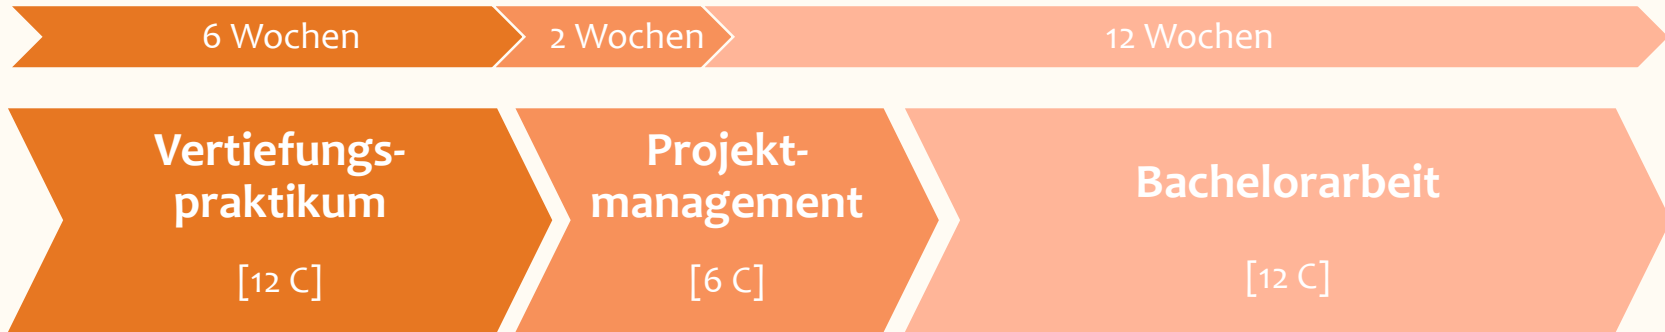 6 Wochen
2 Wochen
12 Wochen
Vertiefungs-
praktikum
[12 C]
Projekt-
management
[6 C]
Bachelorarbeit
[12 C]